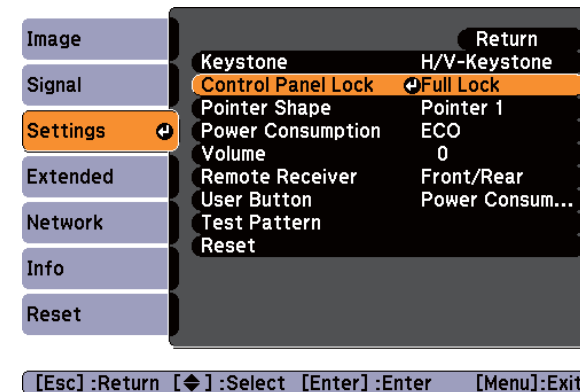 Image
Signal
Settings
Extended
Network
Info
Reset
Return
Keystone H/V-Keystone
Control Panel Lock Full Lock
Pointer Shape Pointer 1
Power Consumption ECO
Volume 0
Remote Receiver Front/Rear
User Button Power Consum...
Test Pattern
Reset
[Esc] :Return [◆] :Select [Enter] :Enter [Menu]:Exit